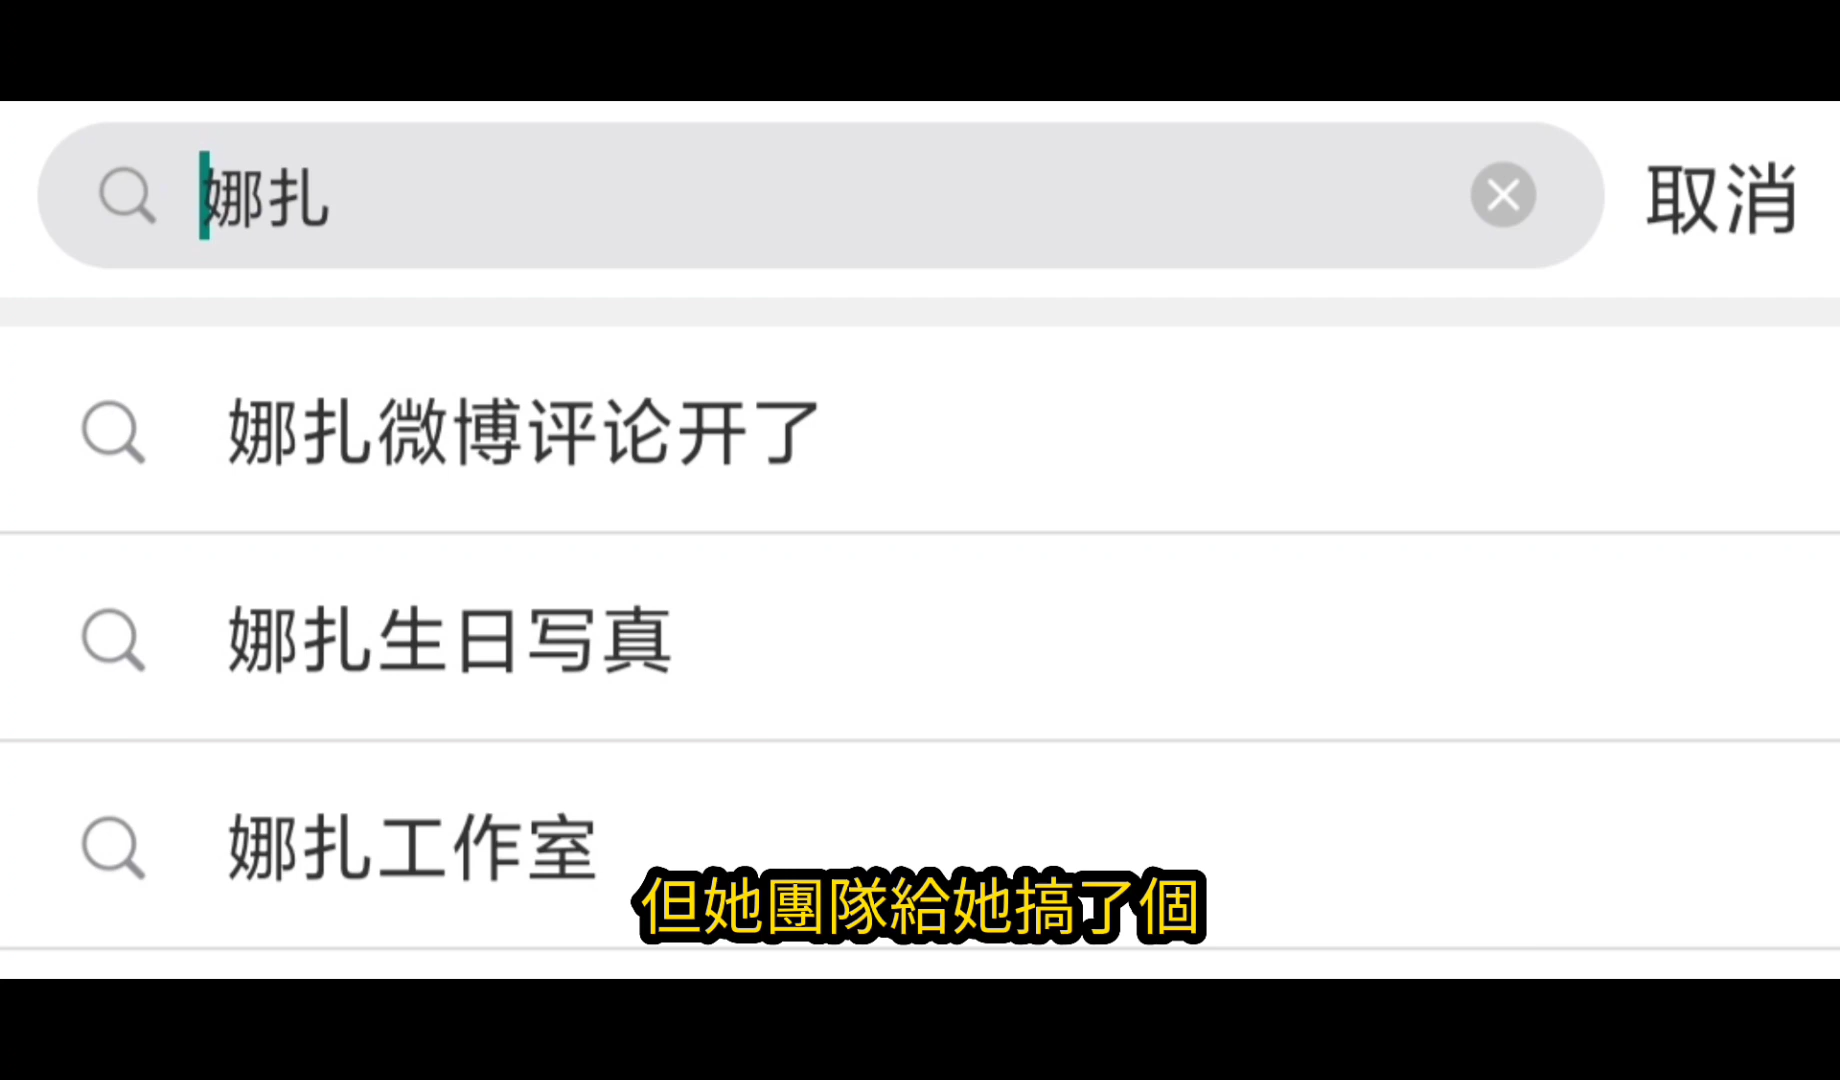 娜扎
取消
娜扎微博评论开了
娜扎生日写真
娜扎工作室
但她團隊給她搞了個